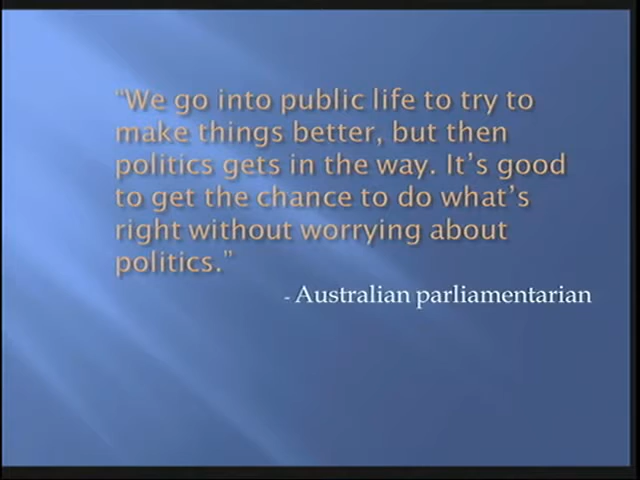 "We go into public life to try to
make things better, but then
politics gets in the way. It’s good
to get the chance to do what’s
right without worrying about
politics.”
- Australian parliamentarian